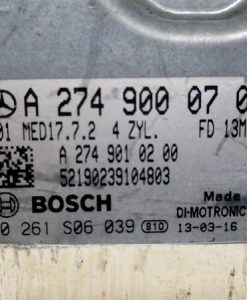 A 274 900 07 0
01 MED17.7.2 4 ZYL. FD 13M
A 274 901 02 00
52190239104803
BOSCH Made
DI-MOTRONIC
0 261 S06 039 810 13-03-16